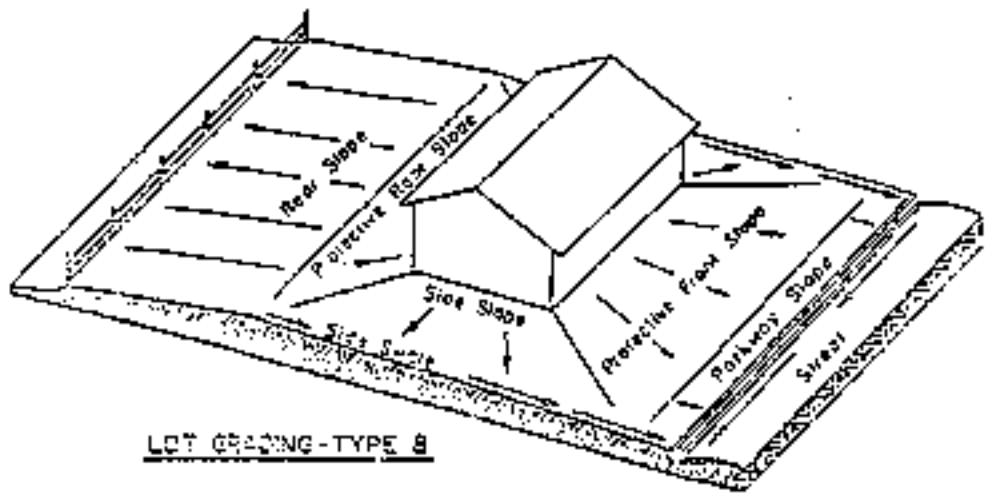 Rear Slope
Protective Rear Slope
Side Slope
Side Swale
Protective Front Slope
Parkway Slope
Street
LOT GRADING-TYPE B